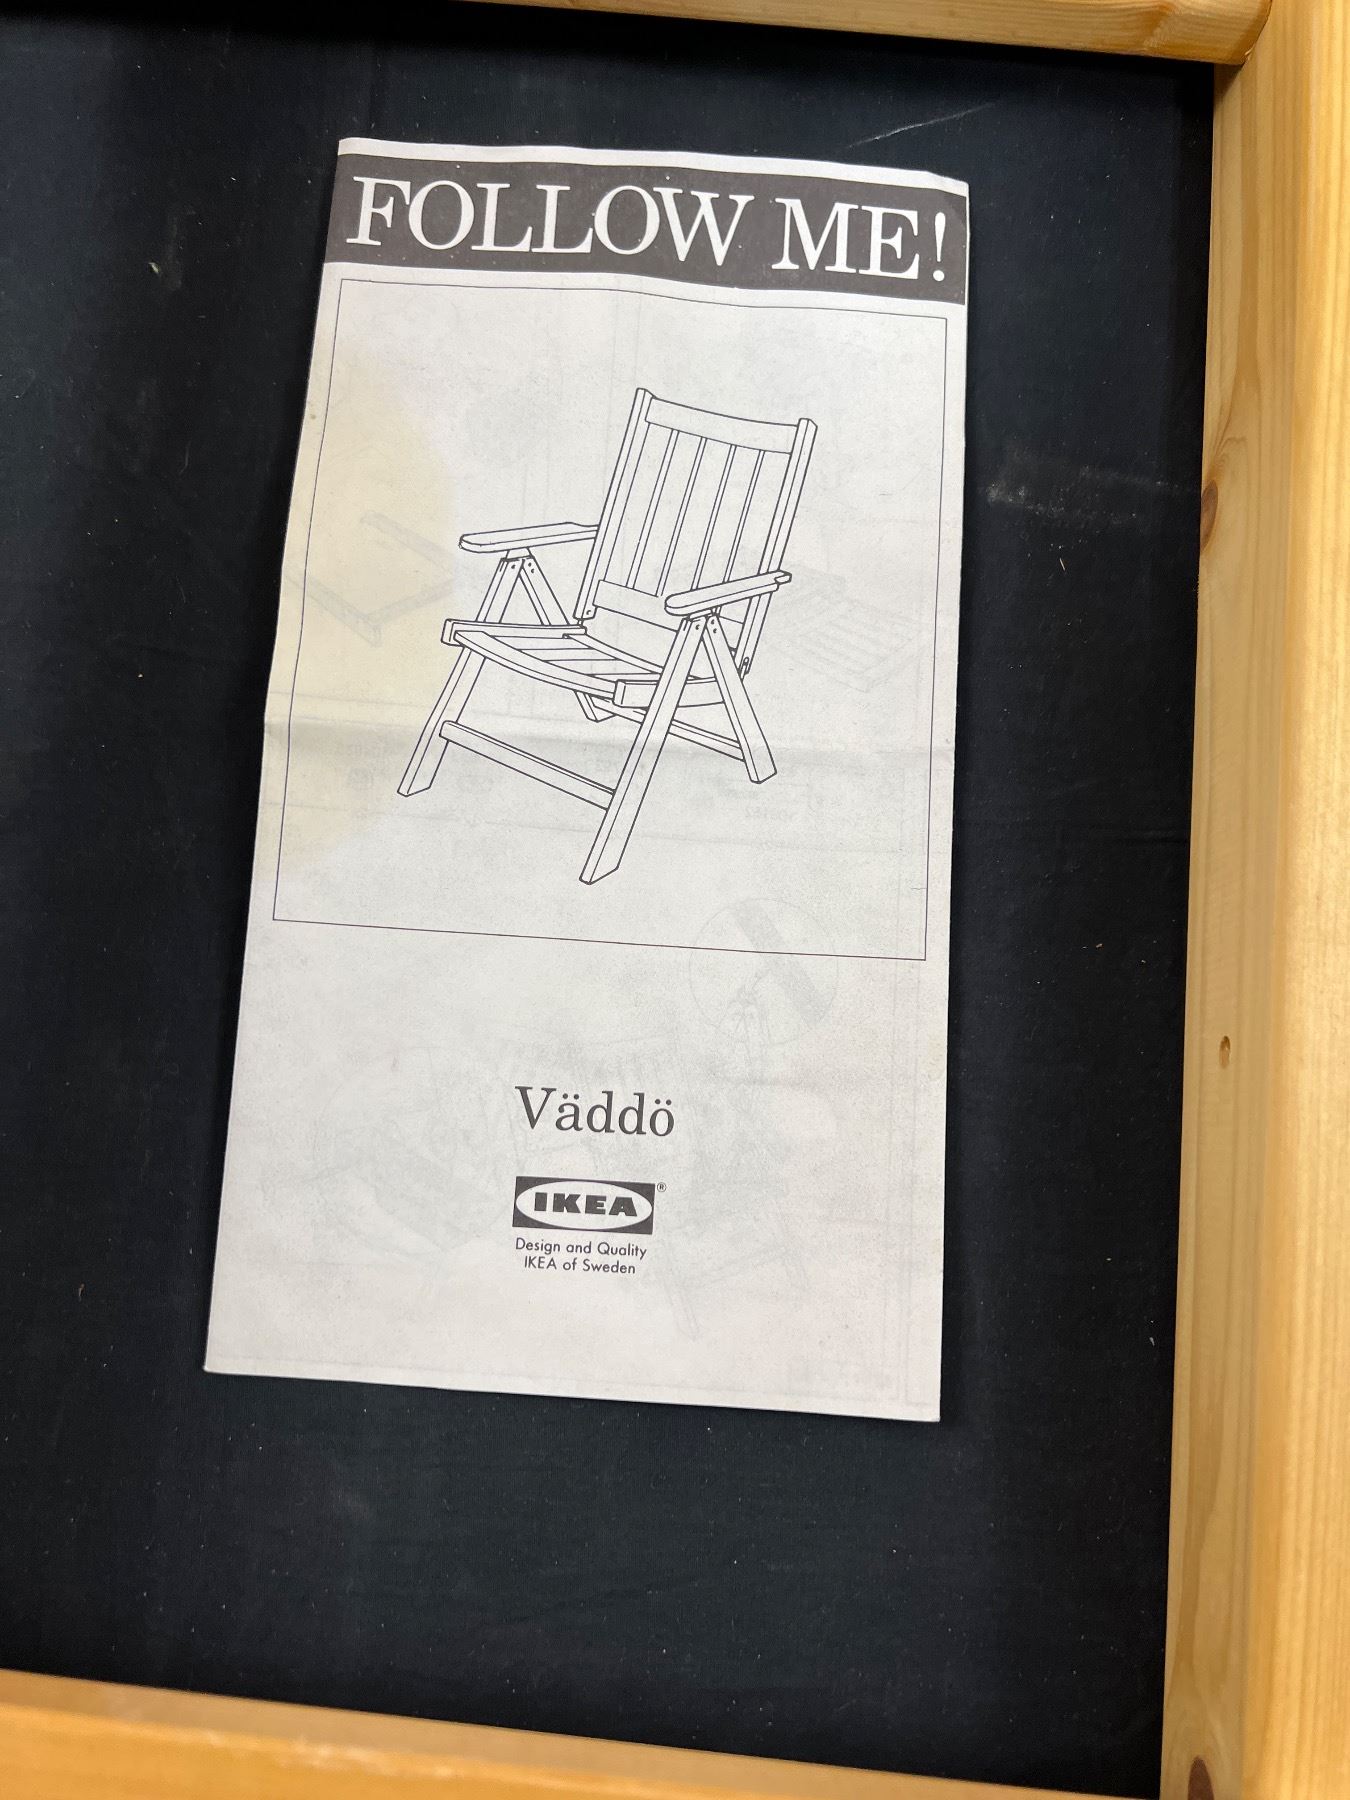 FOLLOW ME!
Väddö
IKEA®
Design and Quality
IKEA of Sweden